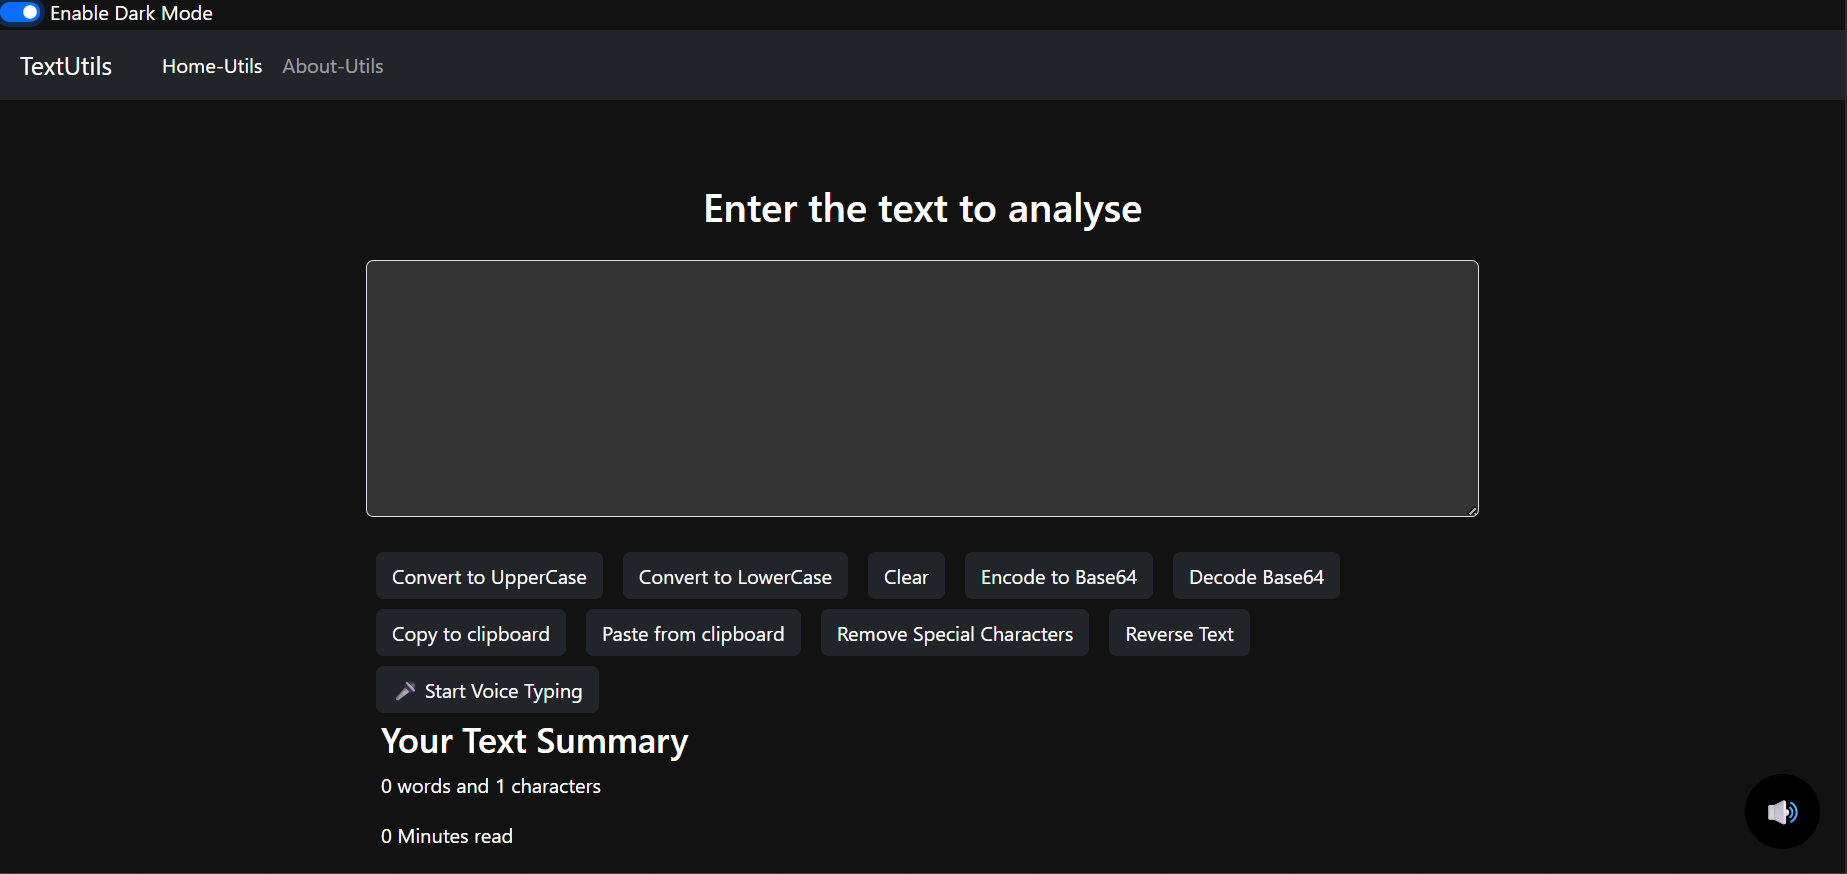 Enable Dark Mode
TextUtils Home-Utils About-Utils
Enter the text to analyse
Convert to UpperCase Convert to LowerCase Clear Encode to Base64 Decode Base64
Copy to clipboard Paste from clipboard Remove Special Characters Reverse Text
Start Voice Typing
Your Text Summary
0 words and 1 characters
0 Minutes read